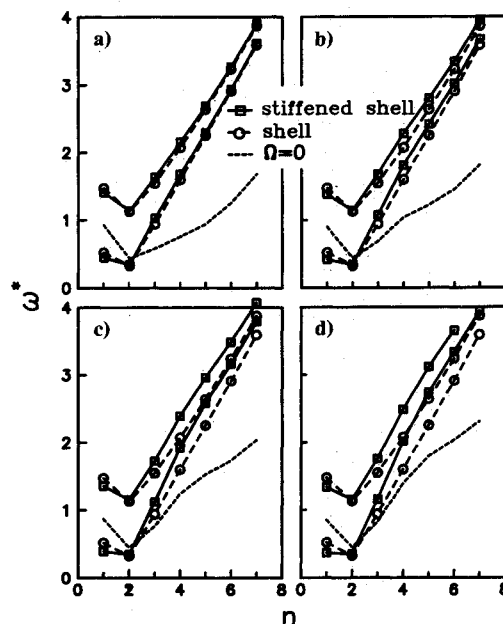 4
a)
b)
stiffened shell
shell
Ω=0
3
2
1
0
ω*
4
c)
d)
3
2
1
0
0 2 4 6 8 0 2 4 6 8
n